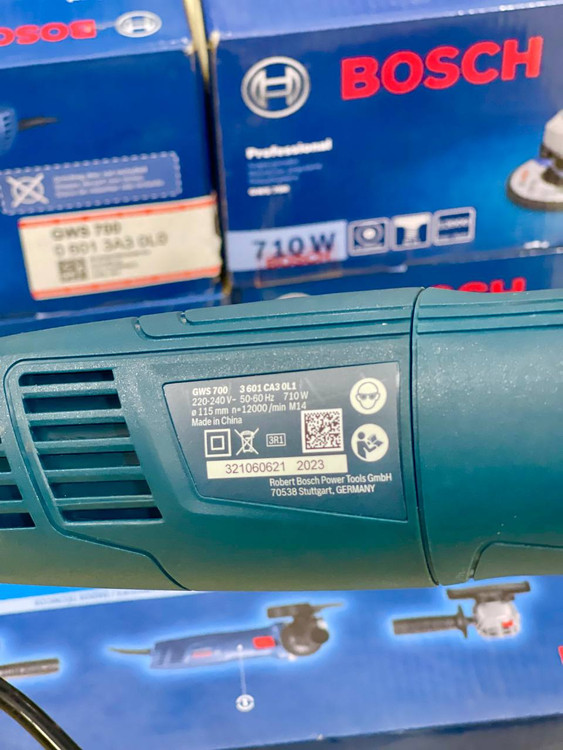 BOSCH
BOSCH
Professional
GWS 700
710 W
GWS 700
0 601 3A3 0L0
GWS 700 3 601 CA3 0L1
220-240 V~ 50-60 Hz 710 W
ø 115 mm n=12000 /min M14
Made in China
3R1
321060621 2023
Robert Bosch Power Tools GmbH
70538 Stuttgart, GERMANY